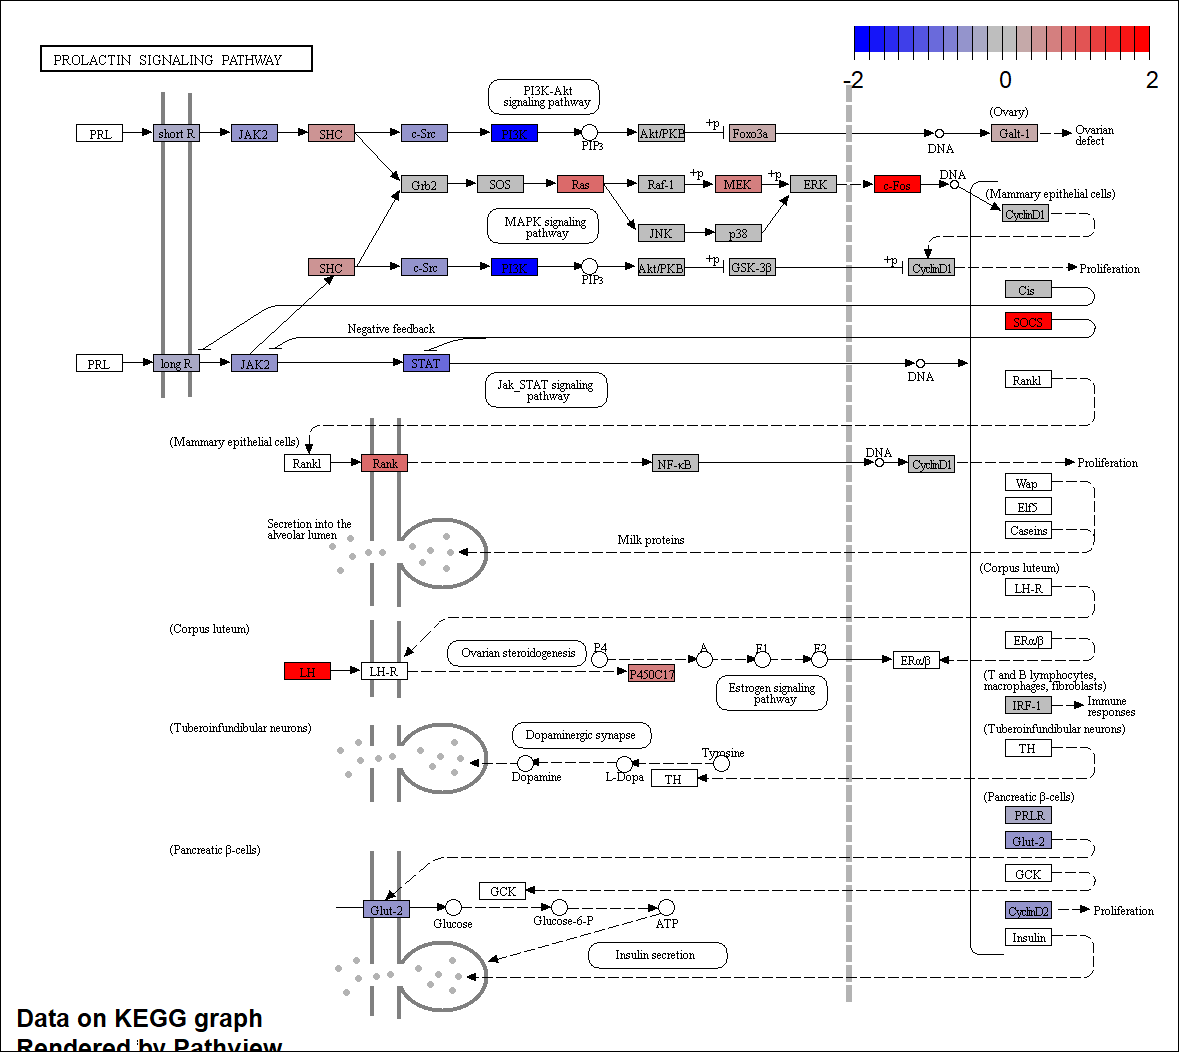 PROLACTIN SIGNALING PATHWAY
-2
0
2
PI3K-Akt
signaling pathway
(Ovary)
PRL
short R
JAK2
SHC
c-Src
PI3K
PIP3
Akt/PKB
+p
Foxo3a
DNA
Galt-1
Ovarian
defect
Grb2
SOS
Ras
Raf-1
+p
MEK
+p
ERK
c-Fos
DNA
(Mammary epithelial cells)
CyclinD1
MAPK signaling
pathway
JNK
p38
SHC
c-Src
PI3K
PIP3
Akt/PKB
+p
GSK-3β
+p
CyclinD1
Proliferation
Cis
SOCS
Negative feedback
PRL
long R
JAK2
STAT
DNA
Jak_STAT signaling
pathway
Rankl
(Mammary epithelial cells)
Rankl
Rank
NF-κB
DNA
CyclinD1
Proliferation
Wap
Elf5
Caseins
Secretion into the
alveolar lumen
Milk proteins
(Corpus luteum)
LH-R
(Corpus luteum)
ERα/β
Ovarian steroidogenesis
P4
A
E1
E2
ERα/β
LH
LH-R
P450C17
Estrogen signaling
pathway
(T and B lymphocytes,
macrophages, fibroblasts)
IRF-1
Immune
responses
(Tuberoinfundibular neurons)
TH
(Tuberoinfundibular neurons)
Dopaminergic synapse
Tyrosine
Dopamine
L-Dopa
TH
(Pancreatic β-cells)
PRLR
Glut-2
GCK
CyclinD2
Proliferation
Insulin
(Pancreatic β-cells)
GCK
Glut-2
Glucose
Glucose-6-P
ATP
Insulin secretion
Data on KEGG graph
Rendered by Pathview